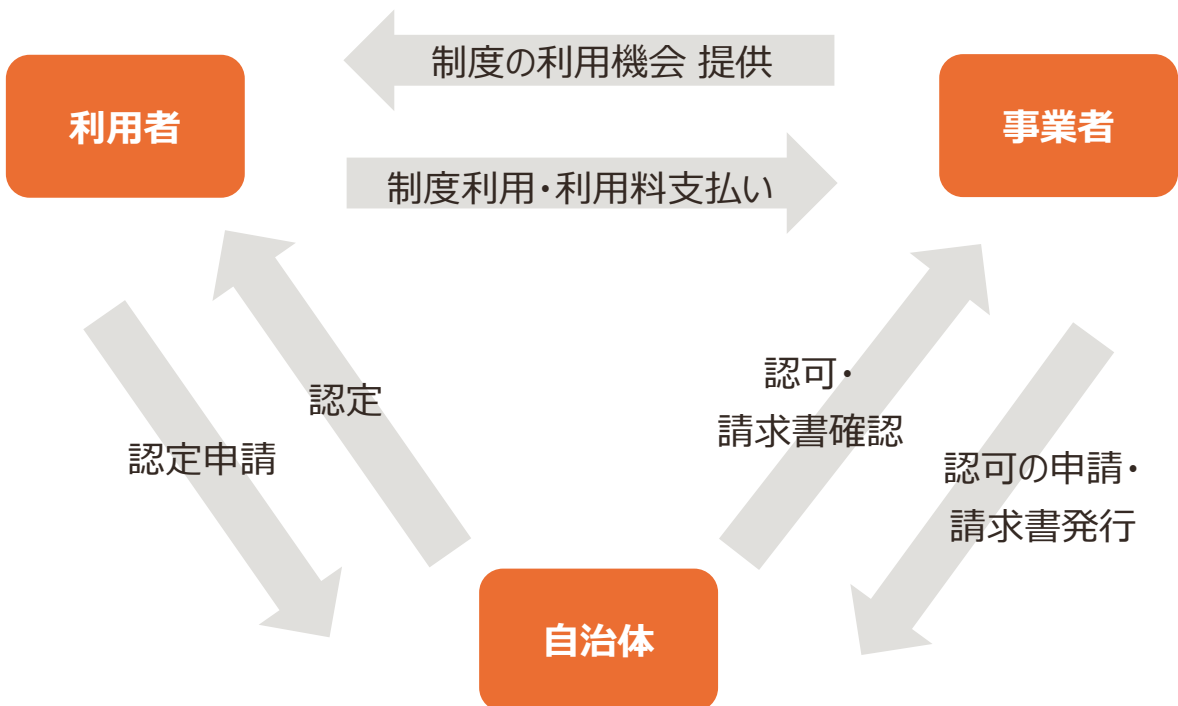 制度の利用機会 提供
利用者
事業者
制度利用・利用料支払い
認可・
請求書確認
認定
認定申請
認可の申請・
請求書発行
自治体